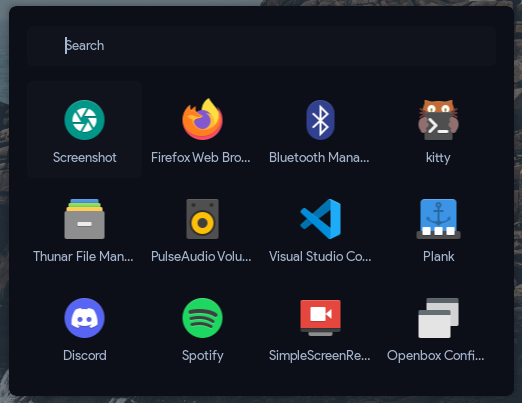 Search
Screenshot
Firefox Web Bro...
Bluetooth Mana...
kitty
Thunar File Man...
PulseAudio Volu...
Visual Studio Co...
Plank
Discord
Spotify
SimpleScreenRe...
Openbox Confi...